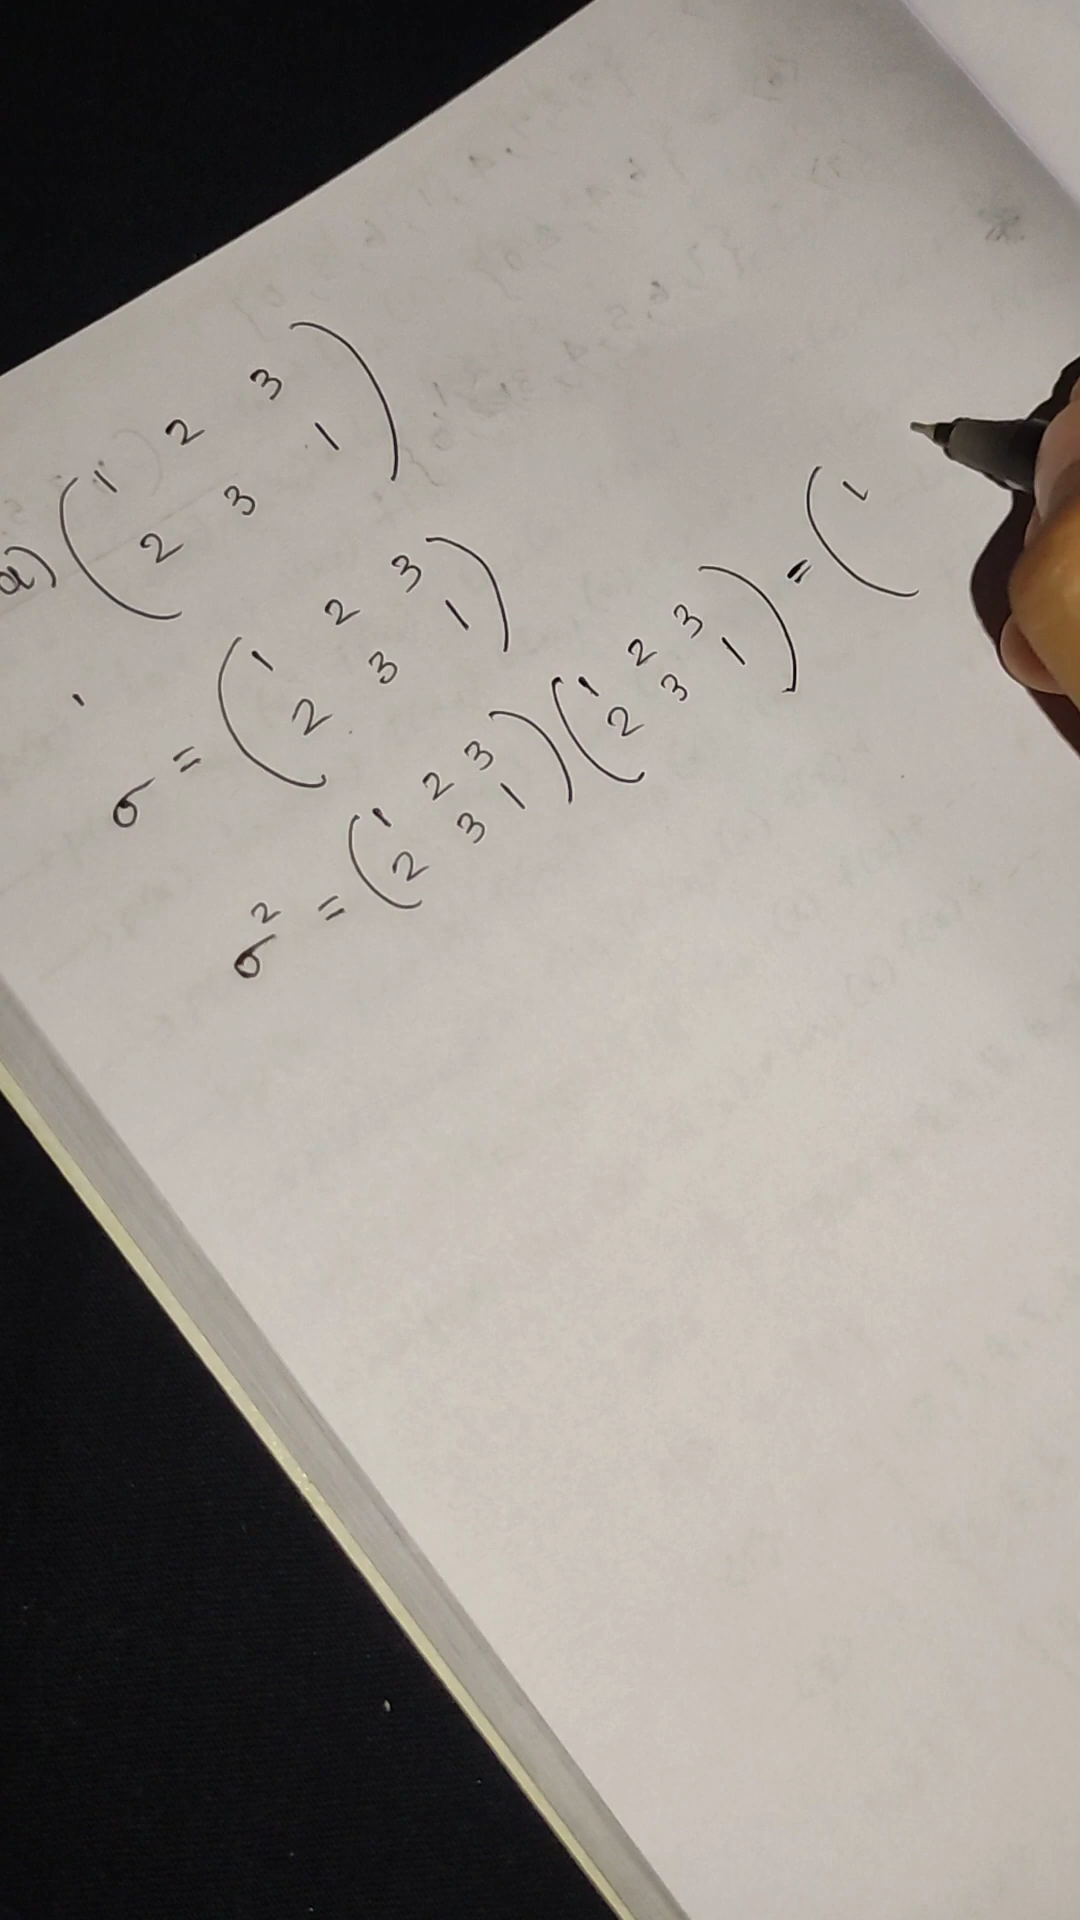 a) ( 1 2 3
2 3 1 )
σ = ( 1 2 3
2 3 1 )
σ² = ( 1 2 3
2 3 1 ) ( 1 2 3
2 3 1 ) = ( 1